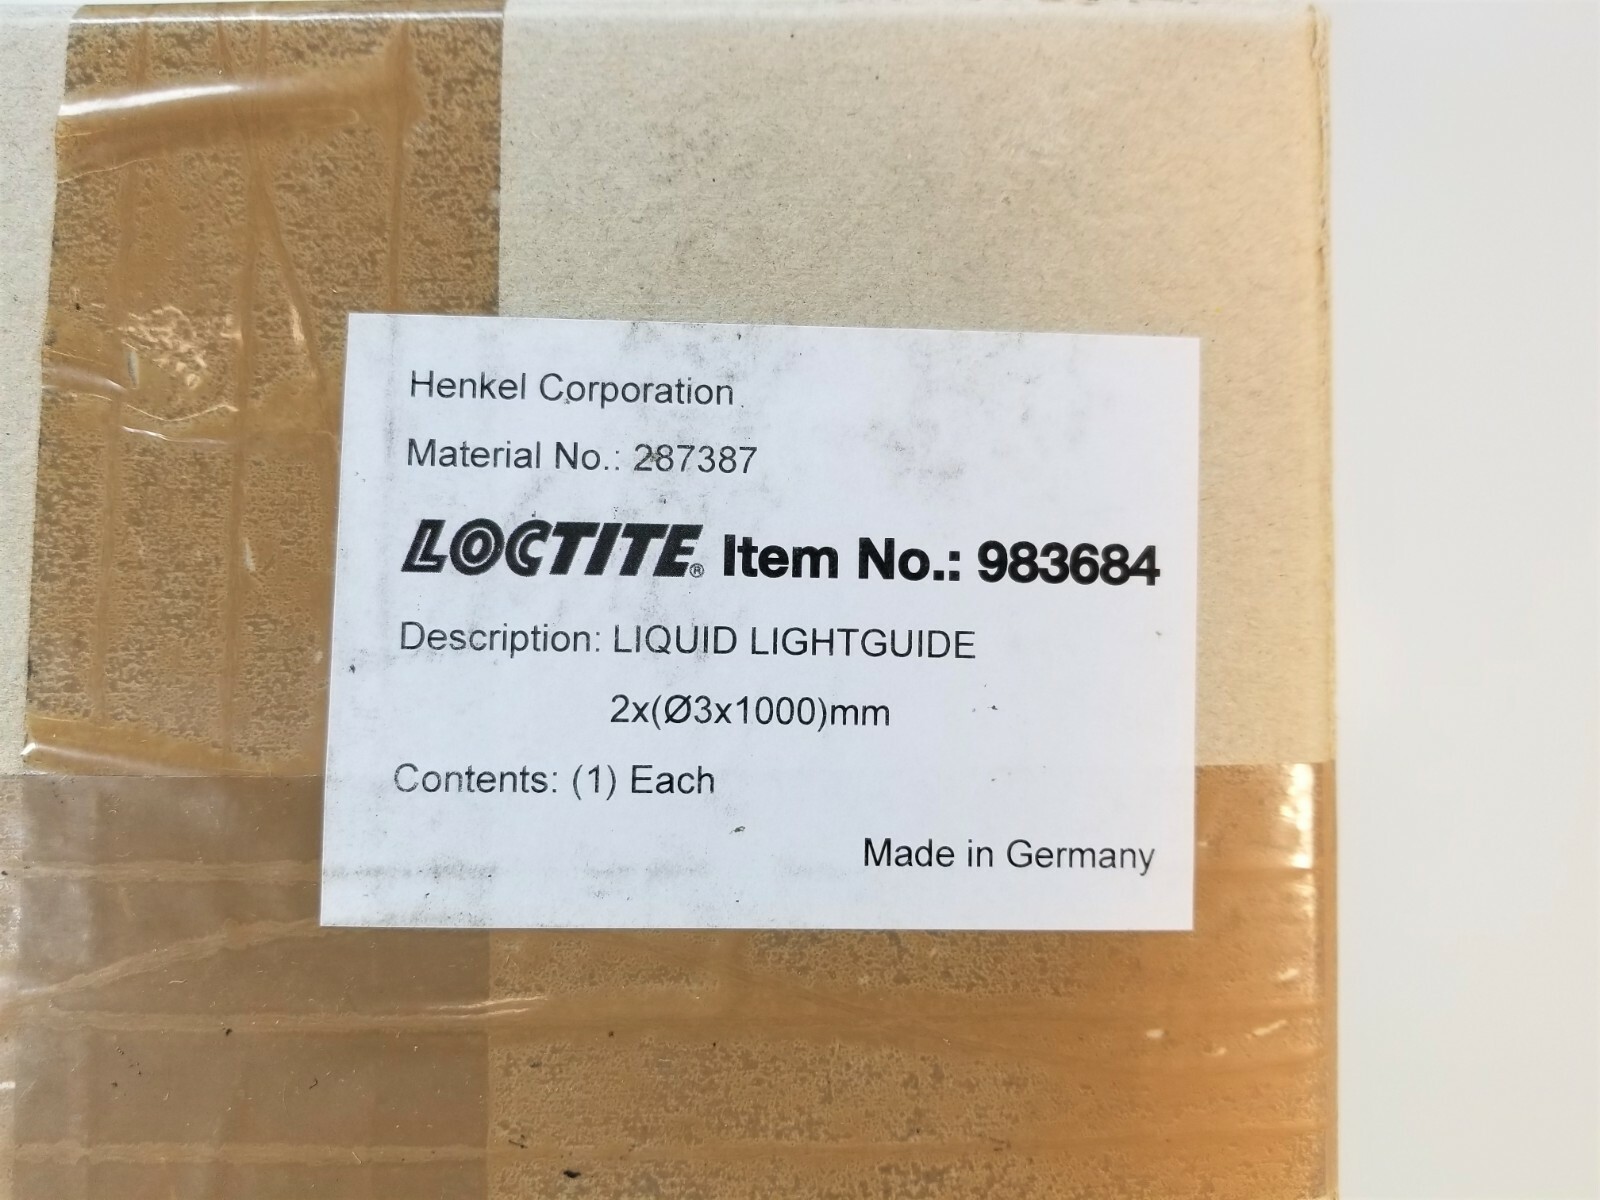 Henkel Corporation
Material No.: 287387
LOCTITE® Item No.: 983684
Description: LIQUID LIGHTGUIDE
2x(Ø3x1000)mm
Contents: (1) Each
Made in Germany